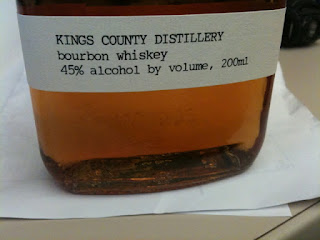 KINGS COUNTY DISTILLERY
bourbon whiskey
45% alcohol by volume, 200ml